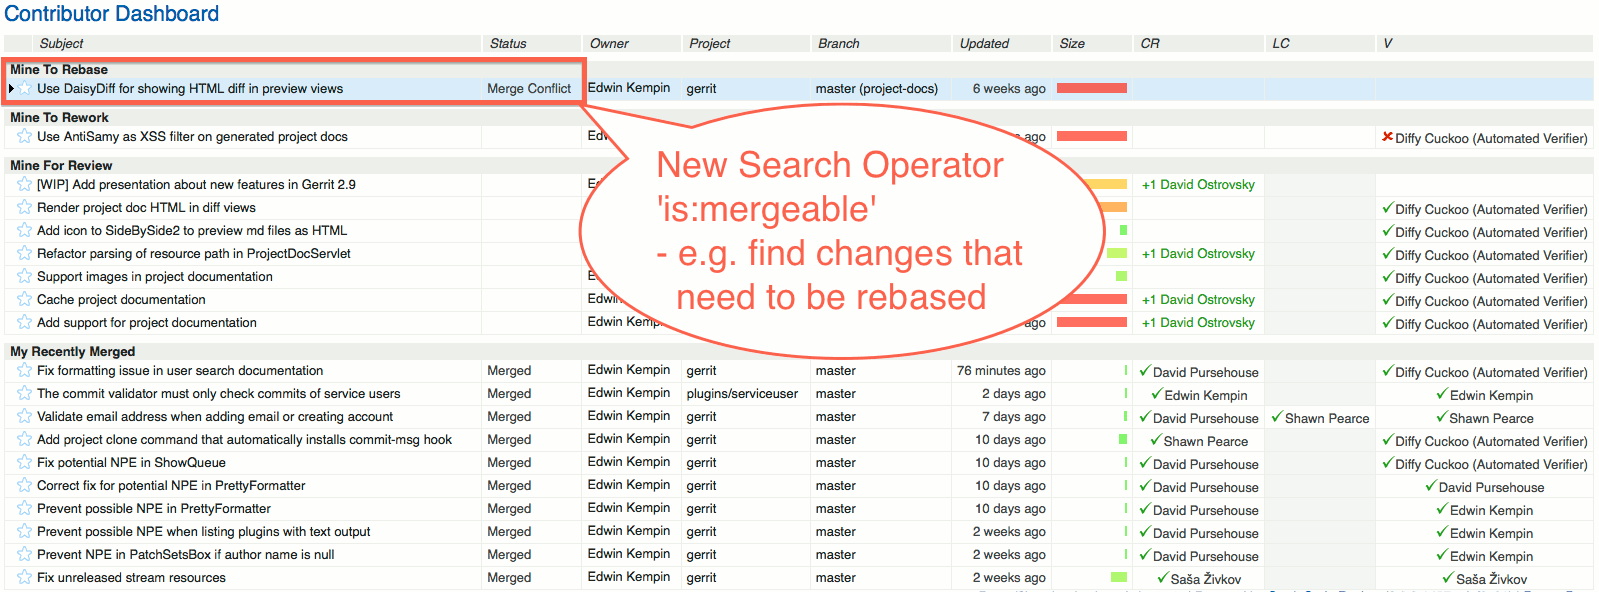 Contributor Dashboard
Subject Status Owner Project Branch Updated Size CR LC V
Mine To Rebase
Use DaisyDiff for showing HTML diff in preview views Merge Conflict Edwin Kempin gerrit master (project-docs) 6 weeks ago
Mine To Rework
Use AntiSamy as XSS filter on generated project docs ago ✘Diffy Cuckoo (Automated Verifier)
Mine For Review
[WIP] Add presentation about new features in Gerrit 2.9 +1 David Ostrovsky
Render project doc HTML in diff views ✓Diffy Cuckoo (Automated Verifier)
Add icon to SideBySide2 to preview md files as HTML ✓Diffy Cuckoo (Automated Verifier)
Refactor parsing of resource path in ProjectDocServlet +1 David Ostrovsky ✓Diffy Cuckoo (Automated Verifier)
Support images in project documentation ✓Diffy Cuckoo (Automated Verifier)
Cache project documentation +1 David Ostrovsky ✓Diffy Cuckoo (Automated Verifier)
Add support for project documentation Edwin Kemp ago +1 David Ostrovsky ✓Diffy Cuckoo (Automated Verifier)
New Search Operator
'is:mergeable'
- e.g. find changes that
need to be rebased
My Recently Merged
Fix formatting issue in user search documentation Merged Edwin Kempin gerrit master 76 minutes ago ✓David Pursehouse ✓Diffy Cuckoo (Automated Verifier)
The commit validator must only check commits of service users Merged Edwin Kempin plugins/serviceuser master 2 days ago ✓Edwin Kempin ✓Edwin Kempin
Validate email address when adding email or creating account Merged Edwin Kempin gerrit master 7 days ago ✓David Pursehouse ✓Shawn Pearce ✓Shawn Pearce
Add project clone command that automatically installs commit-msg hook Merged Edwin Kempin gerrit master 10 days ago ✓Shawn Pearce ✓Diffy Cuckoo (Automated Verifier)
Fix potential NPE in ShowQueue Merged Edwin Kempin gerrit master 10 days ago ✓David Pursehouse ✓Diffy Cuckoo (Automated Verifier)
Correct fix for potential NPE in PrettyFormatter Merged Edwin Kempin gerrit master 10 days ago ✓David Pursehouse ✓David Pursehouse
Prevent possible NPE in PrettyFormatter Merged Edwin Kempin gerrit master 10 days ago ✓David Pursehouse ✓Edwin Kempin
Prevent possible NPE when listing plugins with text output Merged Edwin Kempin gerrit master 2 weeks ago ✓David Pursehouse ✓Edwin Kempin
Prevent NPE in PatchSetsBox if author name is null Merged Edwin Kempin gerrit master 2 weeks ago ✓David Pursehouse ✓Edwin Kempin
Fix unreleased stream resources Merged Edwin Kempin gerrit master 2 weeks ago ✓Saša Živkov ✓Saša Živkov